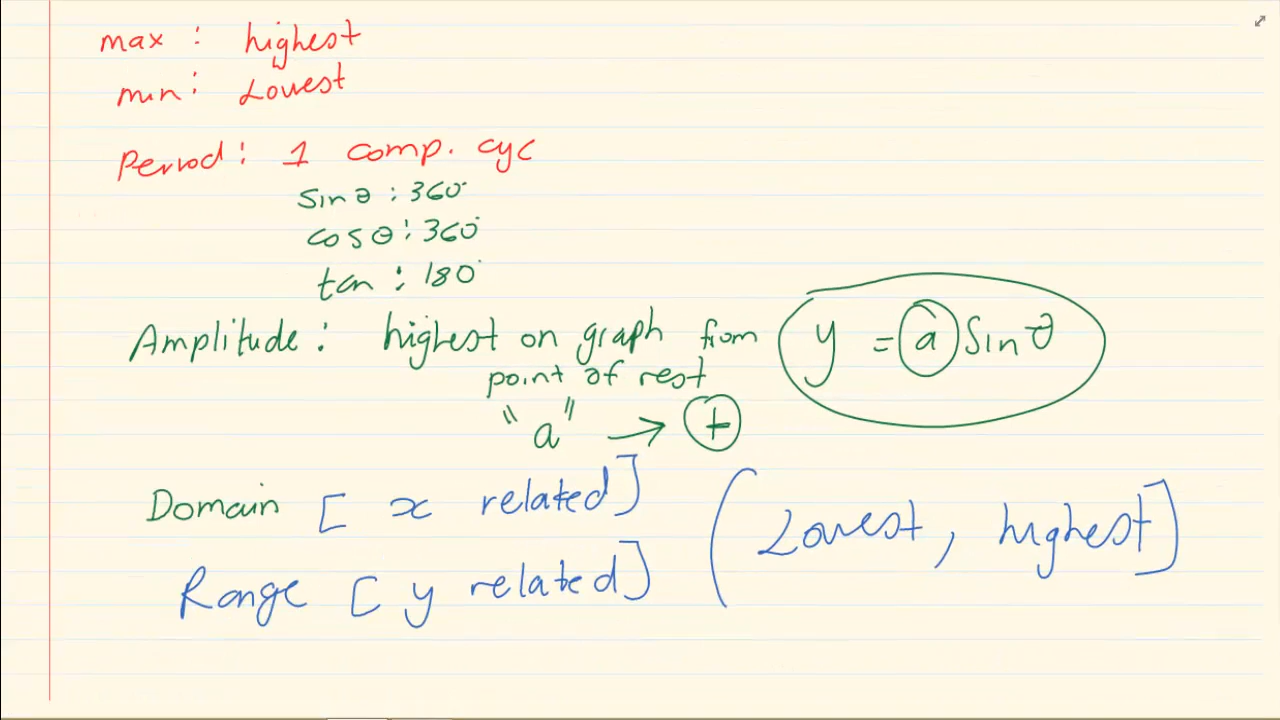 max : highest
min : Lowest
Period : 1 comp. cyc
sin θ : 360°
cos θ : 360°
tan : 180°
Amplitude : highest on graph from y = a Sin θ
point of rest
"a" → +
Domain [ x related]
Range [ y related] ( Lowest, highest]